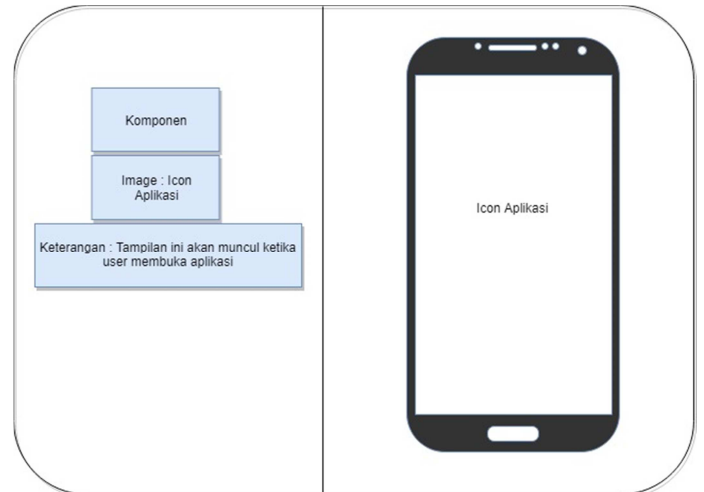 Komponen
Image : Icon
Aplikasi
Keterangan : Tampilan ini akan muncul ketika
user membuka aplikasi
Icon Aplikasi